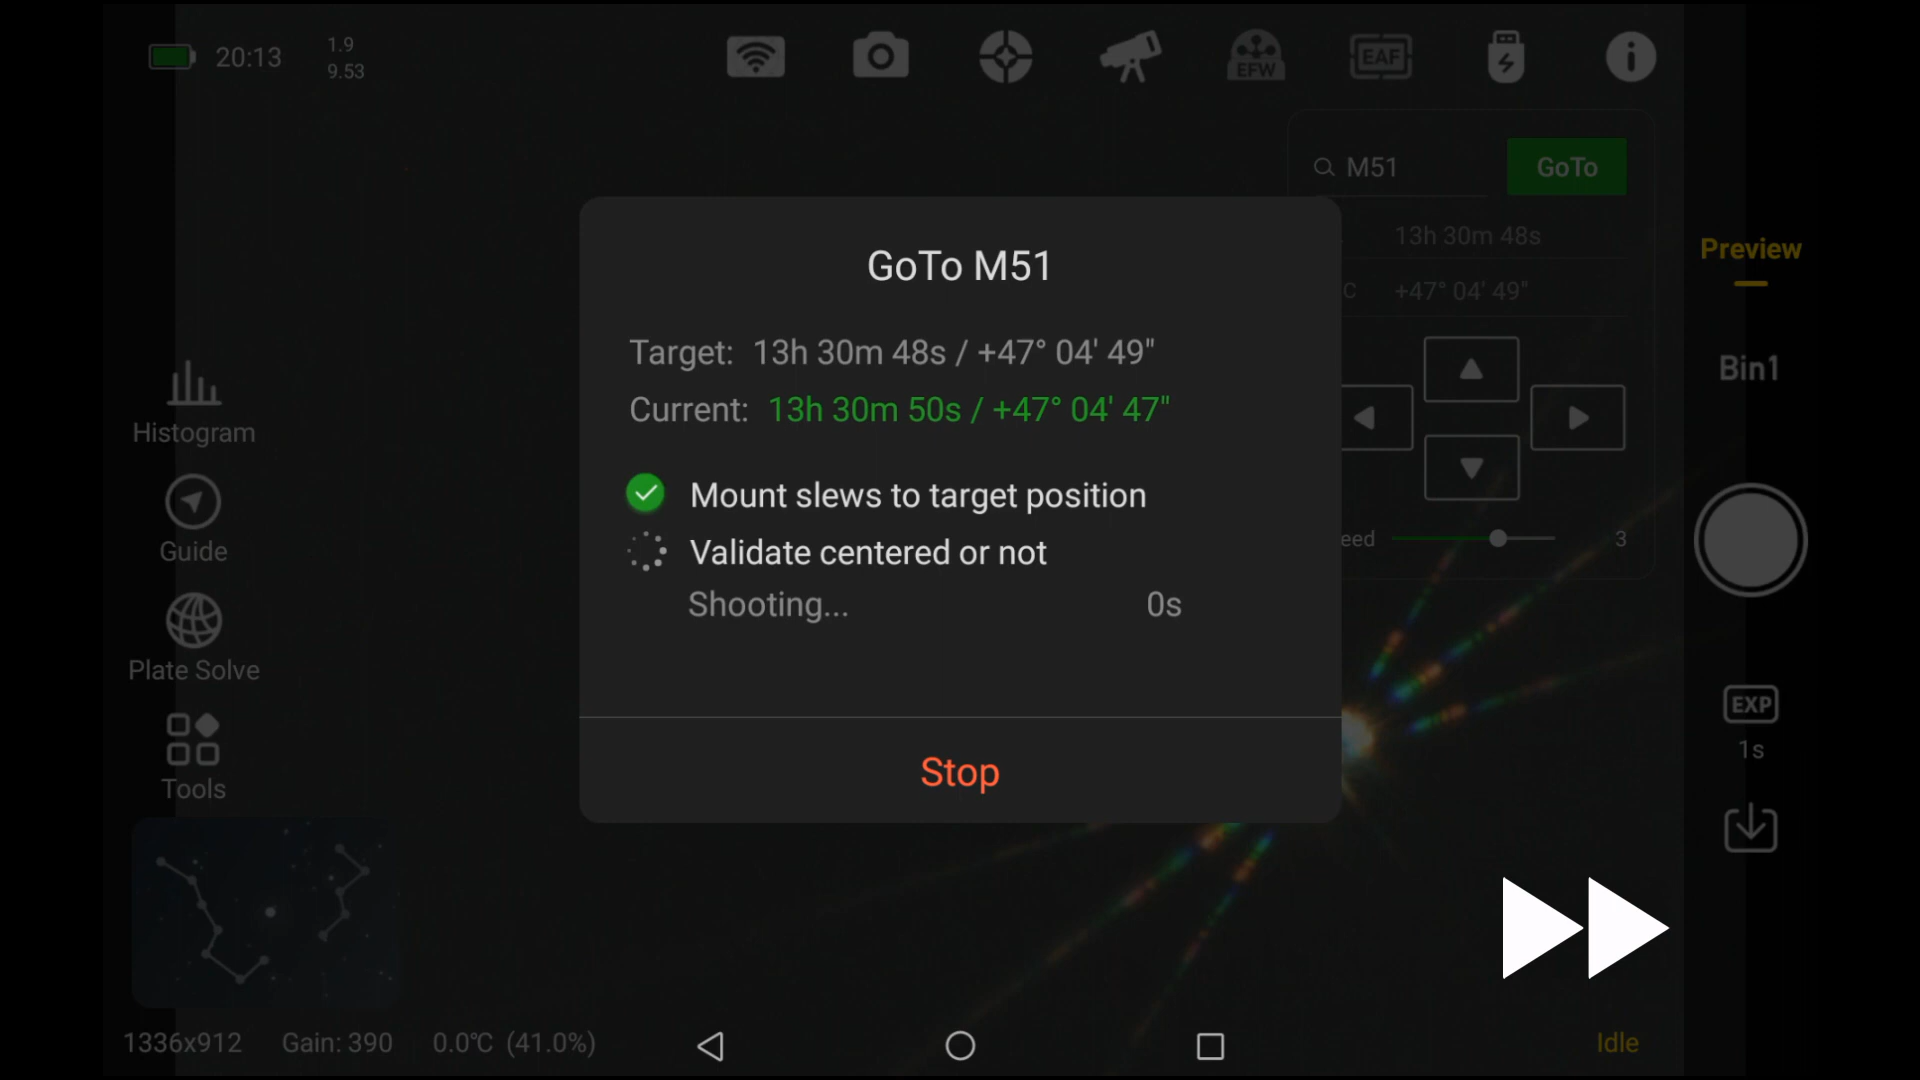 20:13
1.9
9.53
EFW
EAF
M51
GoTo
13h 30m 48s
C
+47° 04' 49"
eed
3
Preview
Bin1
EXP
1s
Histogram
Guide
Plate Solve
Tools
GoTo M51
Target: 13h 30m 48s / +47° 04' 49"
Current: 13h 30m 50s / +47° 04' 47"
Mount slews to target position
Validate centered or not
Shooting... 0s
Stop
1336x912 Gain: 390 0.0℃ (41.0%)
Idle